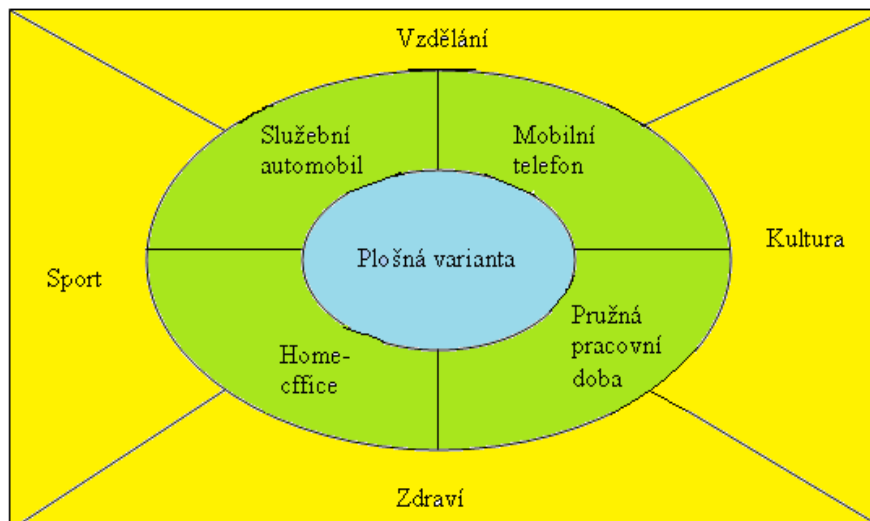 Vzdělání
Služební
automobil
Mobilní
telefon
Plošná varianta
Kultura
Sport
Pružná
pracovní
doba
Home-
cffice
Zdraví